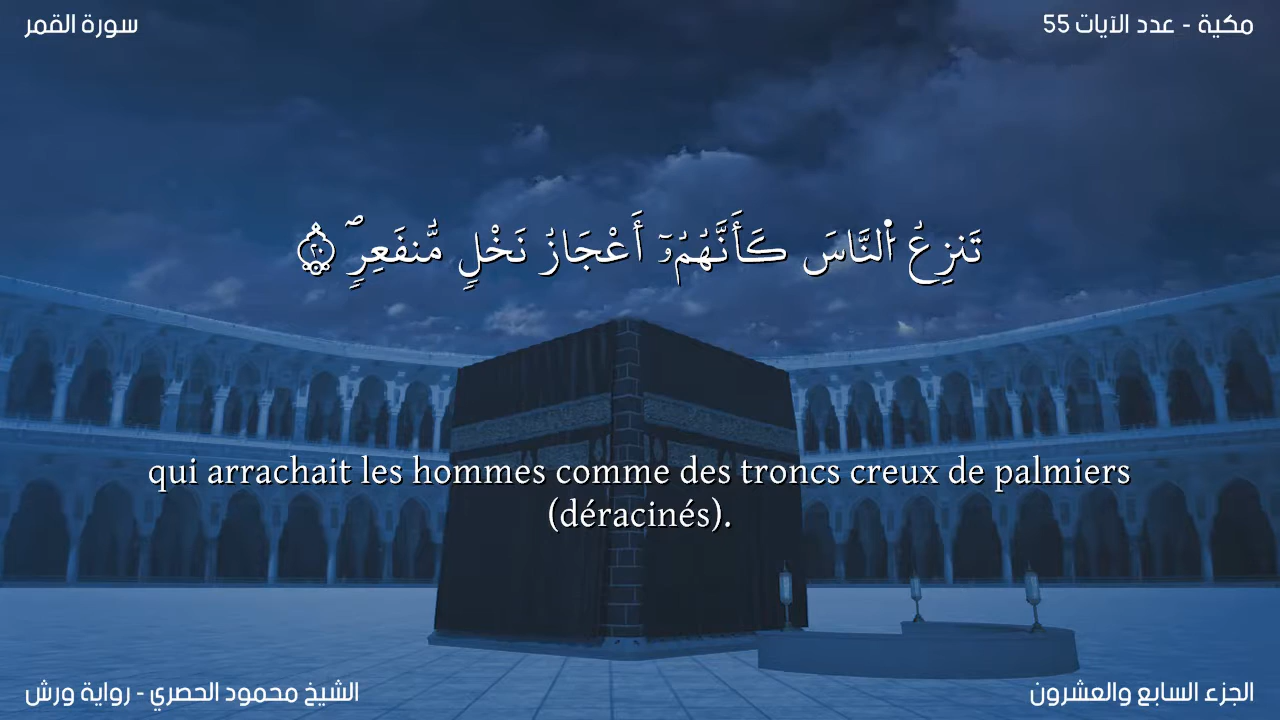 سورة القمر
مكية - عدد الآيات 55
تَنزِعُ اُ۬لنَّاسَ كَأَنَّهُمُۥٓ أَعْجَازُ نَخْلٖ مُّنقَعِرٖۖ ٢٠
qui arrachait les hommes comme des troncs creux de palmiers
(déracinés).
الشيخ محمود الحصري - رواية ورش
الجزء السابع والعشرون